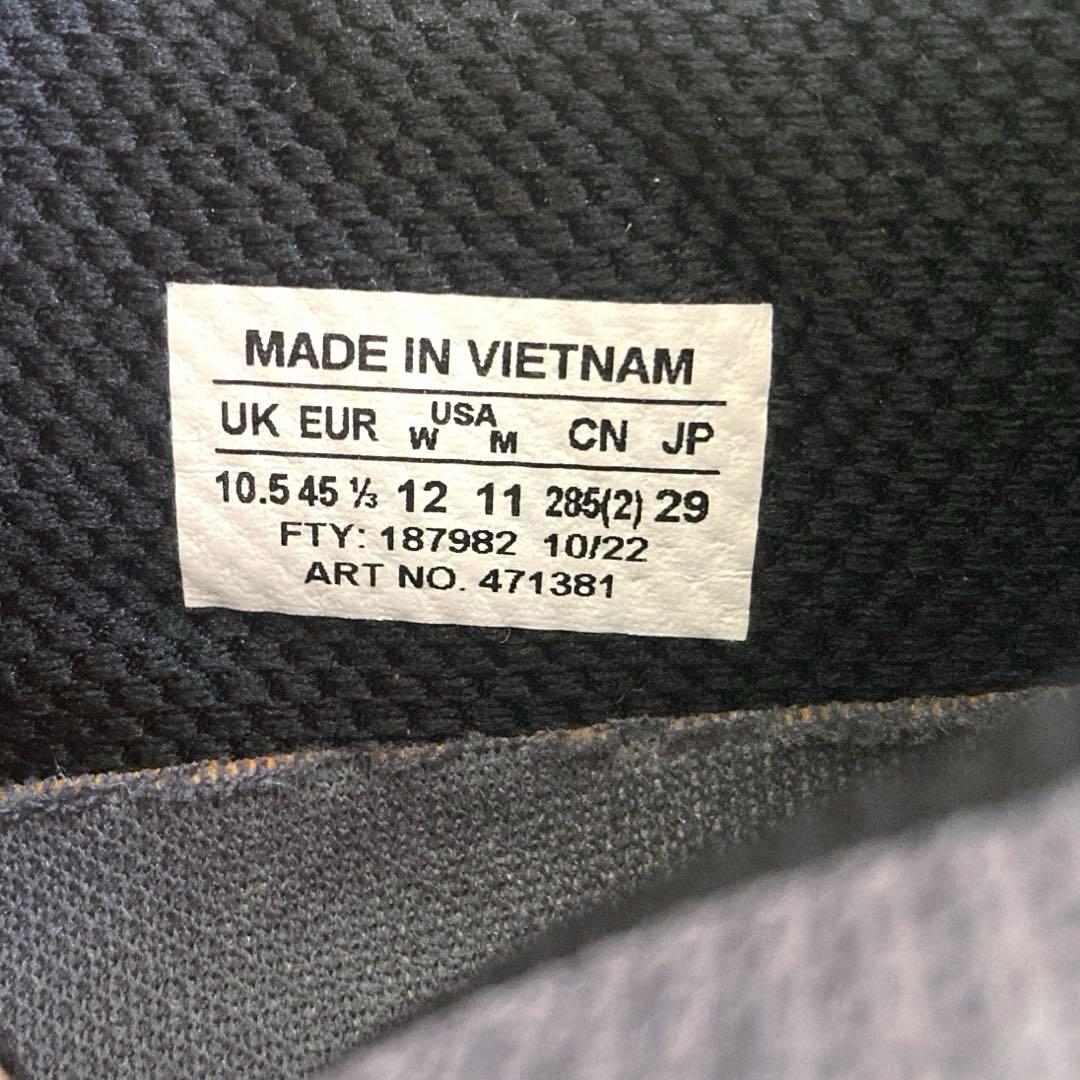 MADE IN VIETNAM
UK EUR USA W M CN JP
10.5 45 ⅓ 12 11 285(2) 29
FTY: 187982 10/22
ART NO. 471381